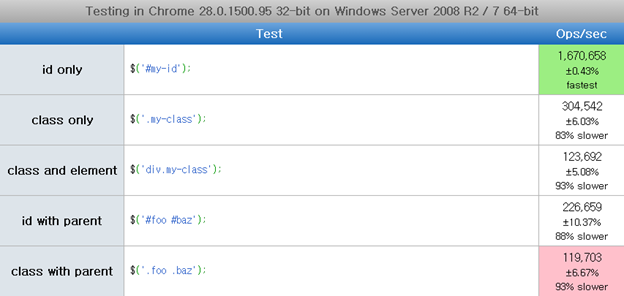 Testing in Chrome 28.0.1500.95 32-bit on Windows Server 2008 R2 / 7 64-bit
Test Ops/sec
id only $('#my-id'); 1,670,658
±0.43%
fastest
class only $('.my-class'); 304,542
±6.03%
83% slower
class and element $('div.my-class'); 123,692
±5.08%
93% slower
id with parent $('#foo #baz'); 226,659
±10.37%
88% slower
class with parent $('.foo .baz'); 119,703
±6.67%
93% slower